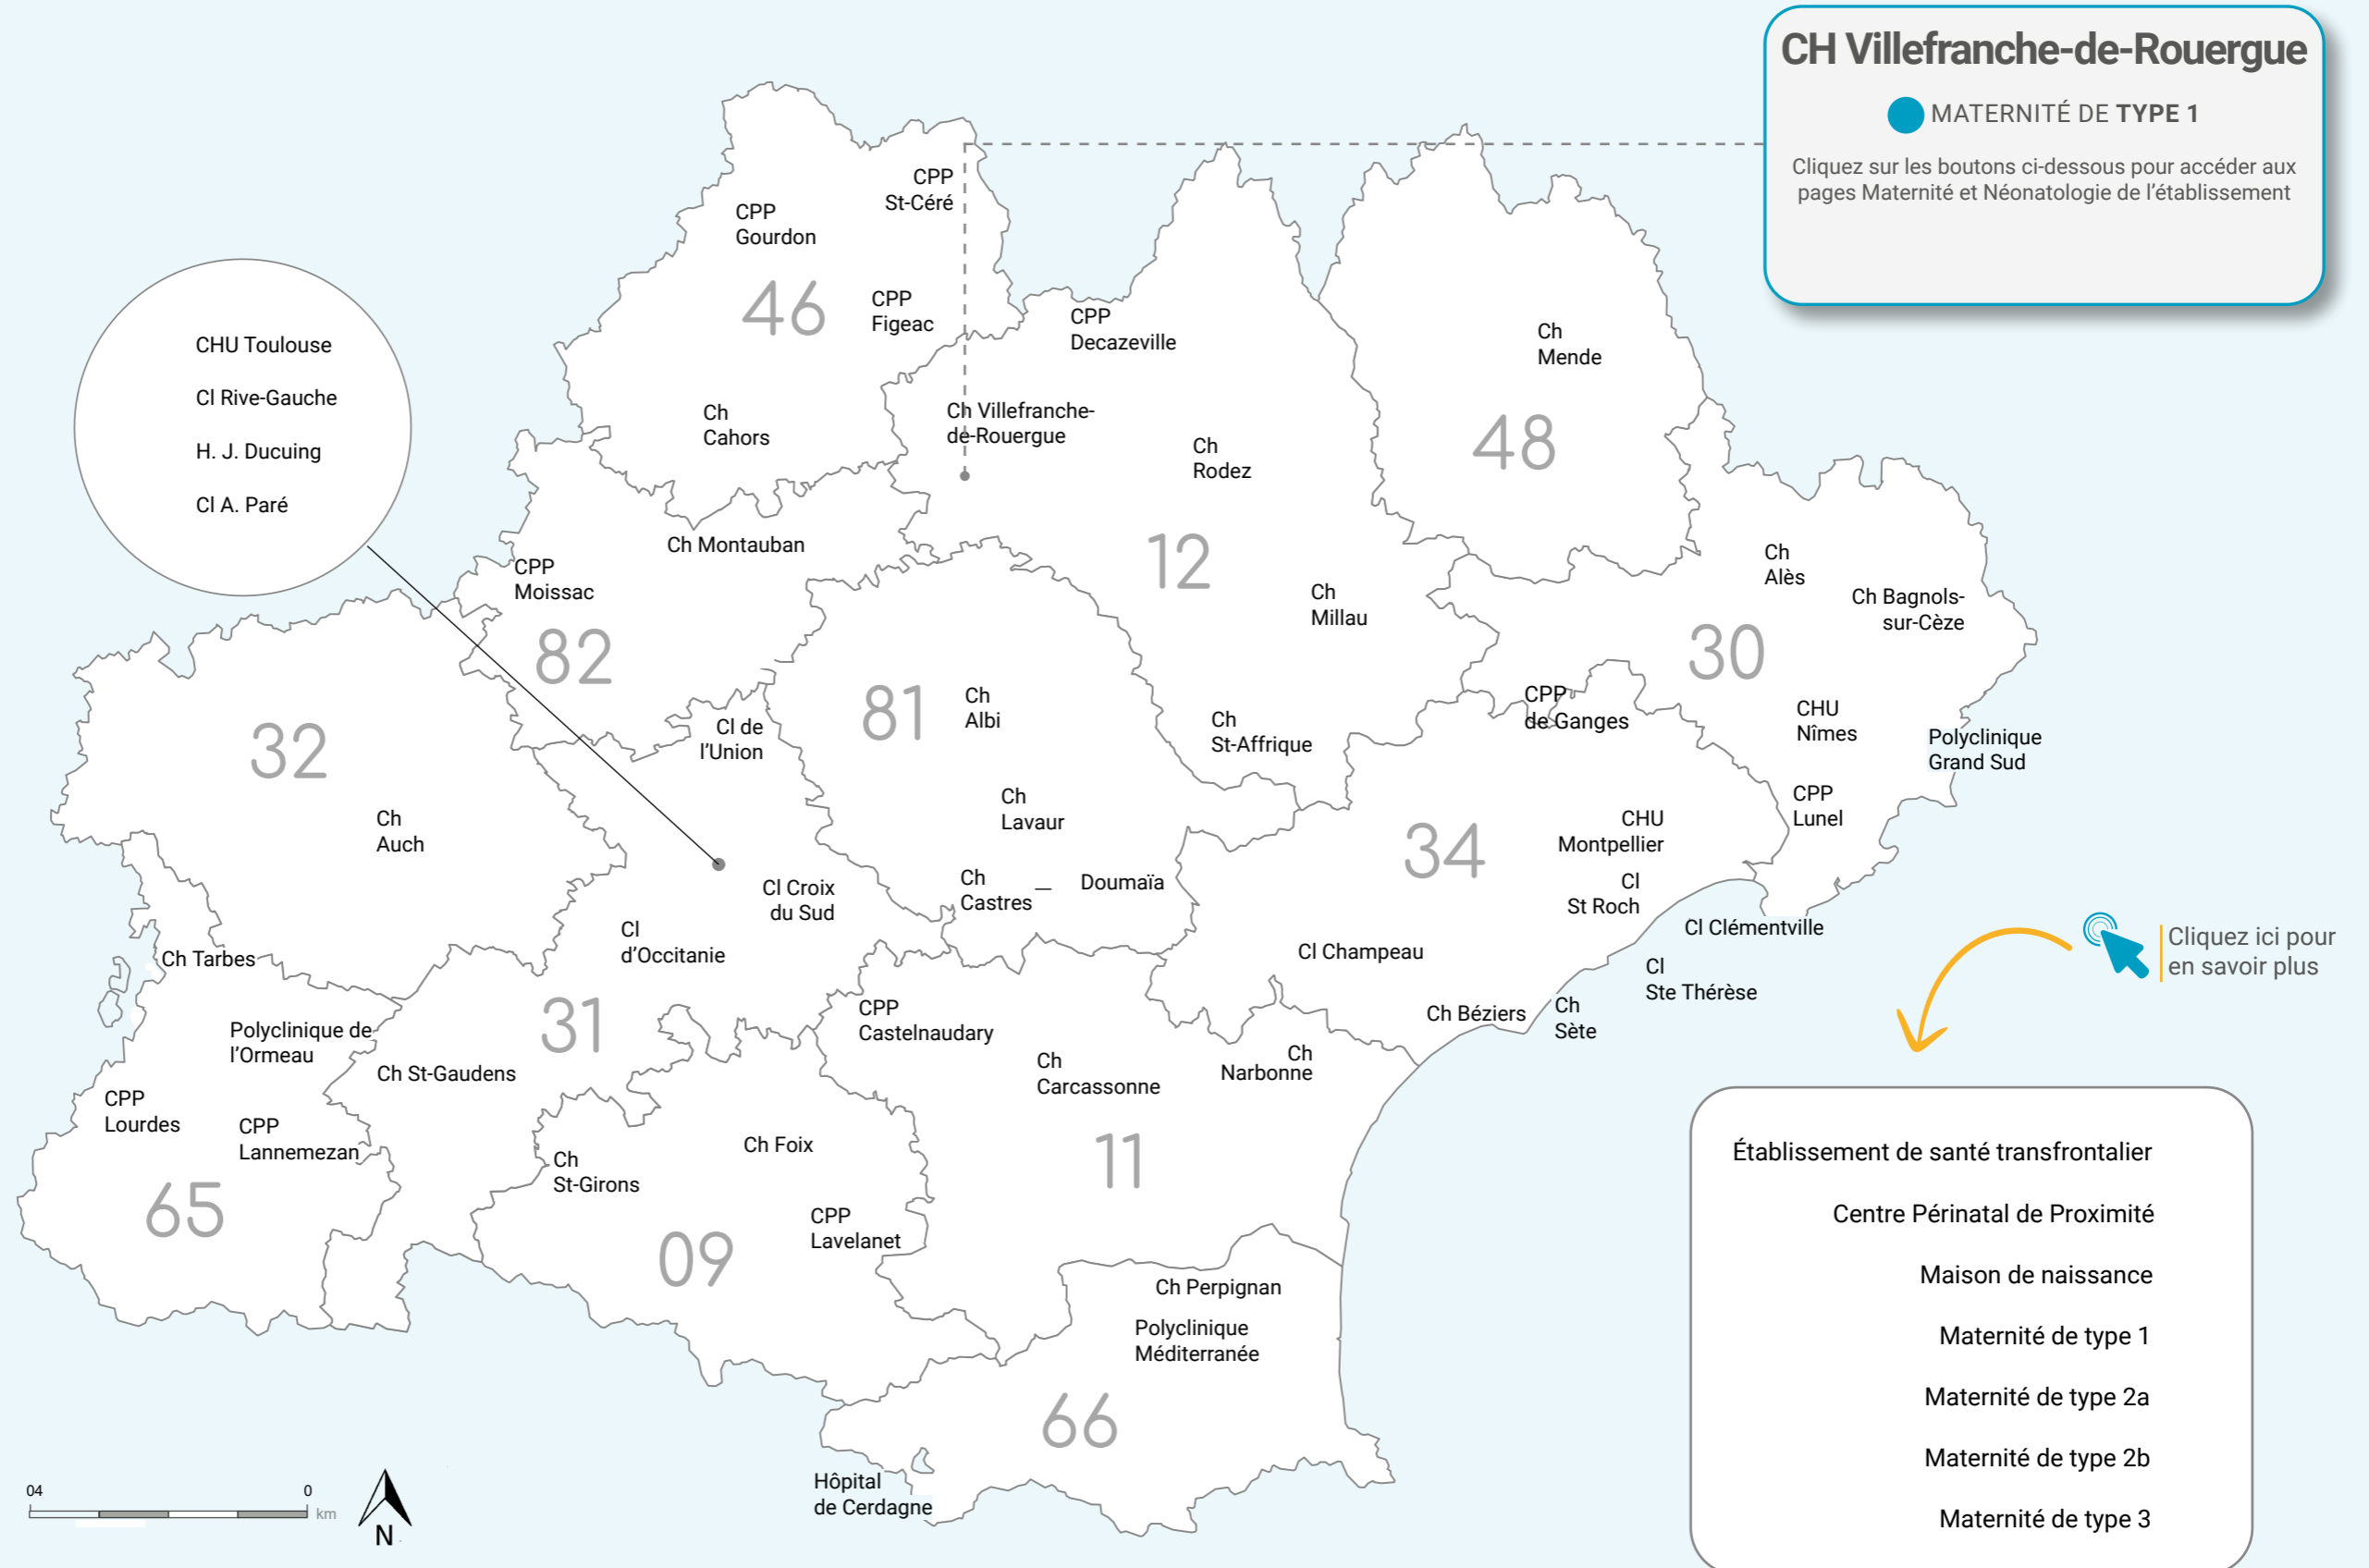 CH Villefranche-de-Rouergue
MATERNITÉ DE TYPE 1
Cliquez sur les boutons ci-dessous pour accéder aux
pages Maternité et Néonatologie de l'établissement
CPP
St-Céré
CPP
Gourdon
46
CPP
Figeac
Ch
Cahors
CPP
Decazeville
Ch Villefranche-
de-Rouergue
Ch
Rodez
12
Ch
Millau
Ch
St-Affrique
Ch
Mende
48
CHU Toulouse
Cl Rive-Gauche
H. J. Ducuing
Cl A. Paré
Ch Montauban
CPP
Moissac
82
Ch
Alès
Ch Bagnols-
sur-Cèze
30
CHU
Nîmes
Polyclinique
Grand Sud
CPP
Lunel
32
Ch
Auch
Cl de
l'Union
81
Ch
Albi
Ch
Lavaur
Ch
Castres
Doumaïa
CPP
de Ganges
34
CHU
Montpellier
Cl
St Roch
Cl Clémentville
Cl Champeau
Cl
Ste Thérèse
Ch Béziers
Ch
Sète
Cl Croix
du Sud
Cl
d'Occitanie
31
Ch St-Gaudens
Ch Tarbes
Polyclinique de
l'Ormeau
CPP
Lourdes
CPP
Lannemezan
65
CPP
Castelnaudary
Ch
Carcassonne
Ch
Narbonne
11
Ch
St-Girons
Ch Foix
CPP
Lavelanet
09
Ch Perpignan
Polyclinique
Méditerranée
66
Hôpital
de Cerdagne
Cliquez ici pour
en savoir plus
Établissement de santé transfrontalier
Centre Périnatal de Proximité
Maison de naissance
Maternité de type 1
Maternité de type 2a
Maternité de type 2b
Maternité de type 3
04
0
km
N